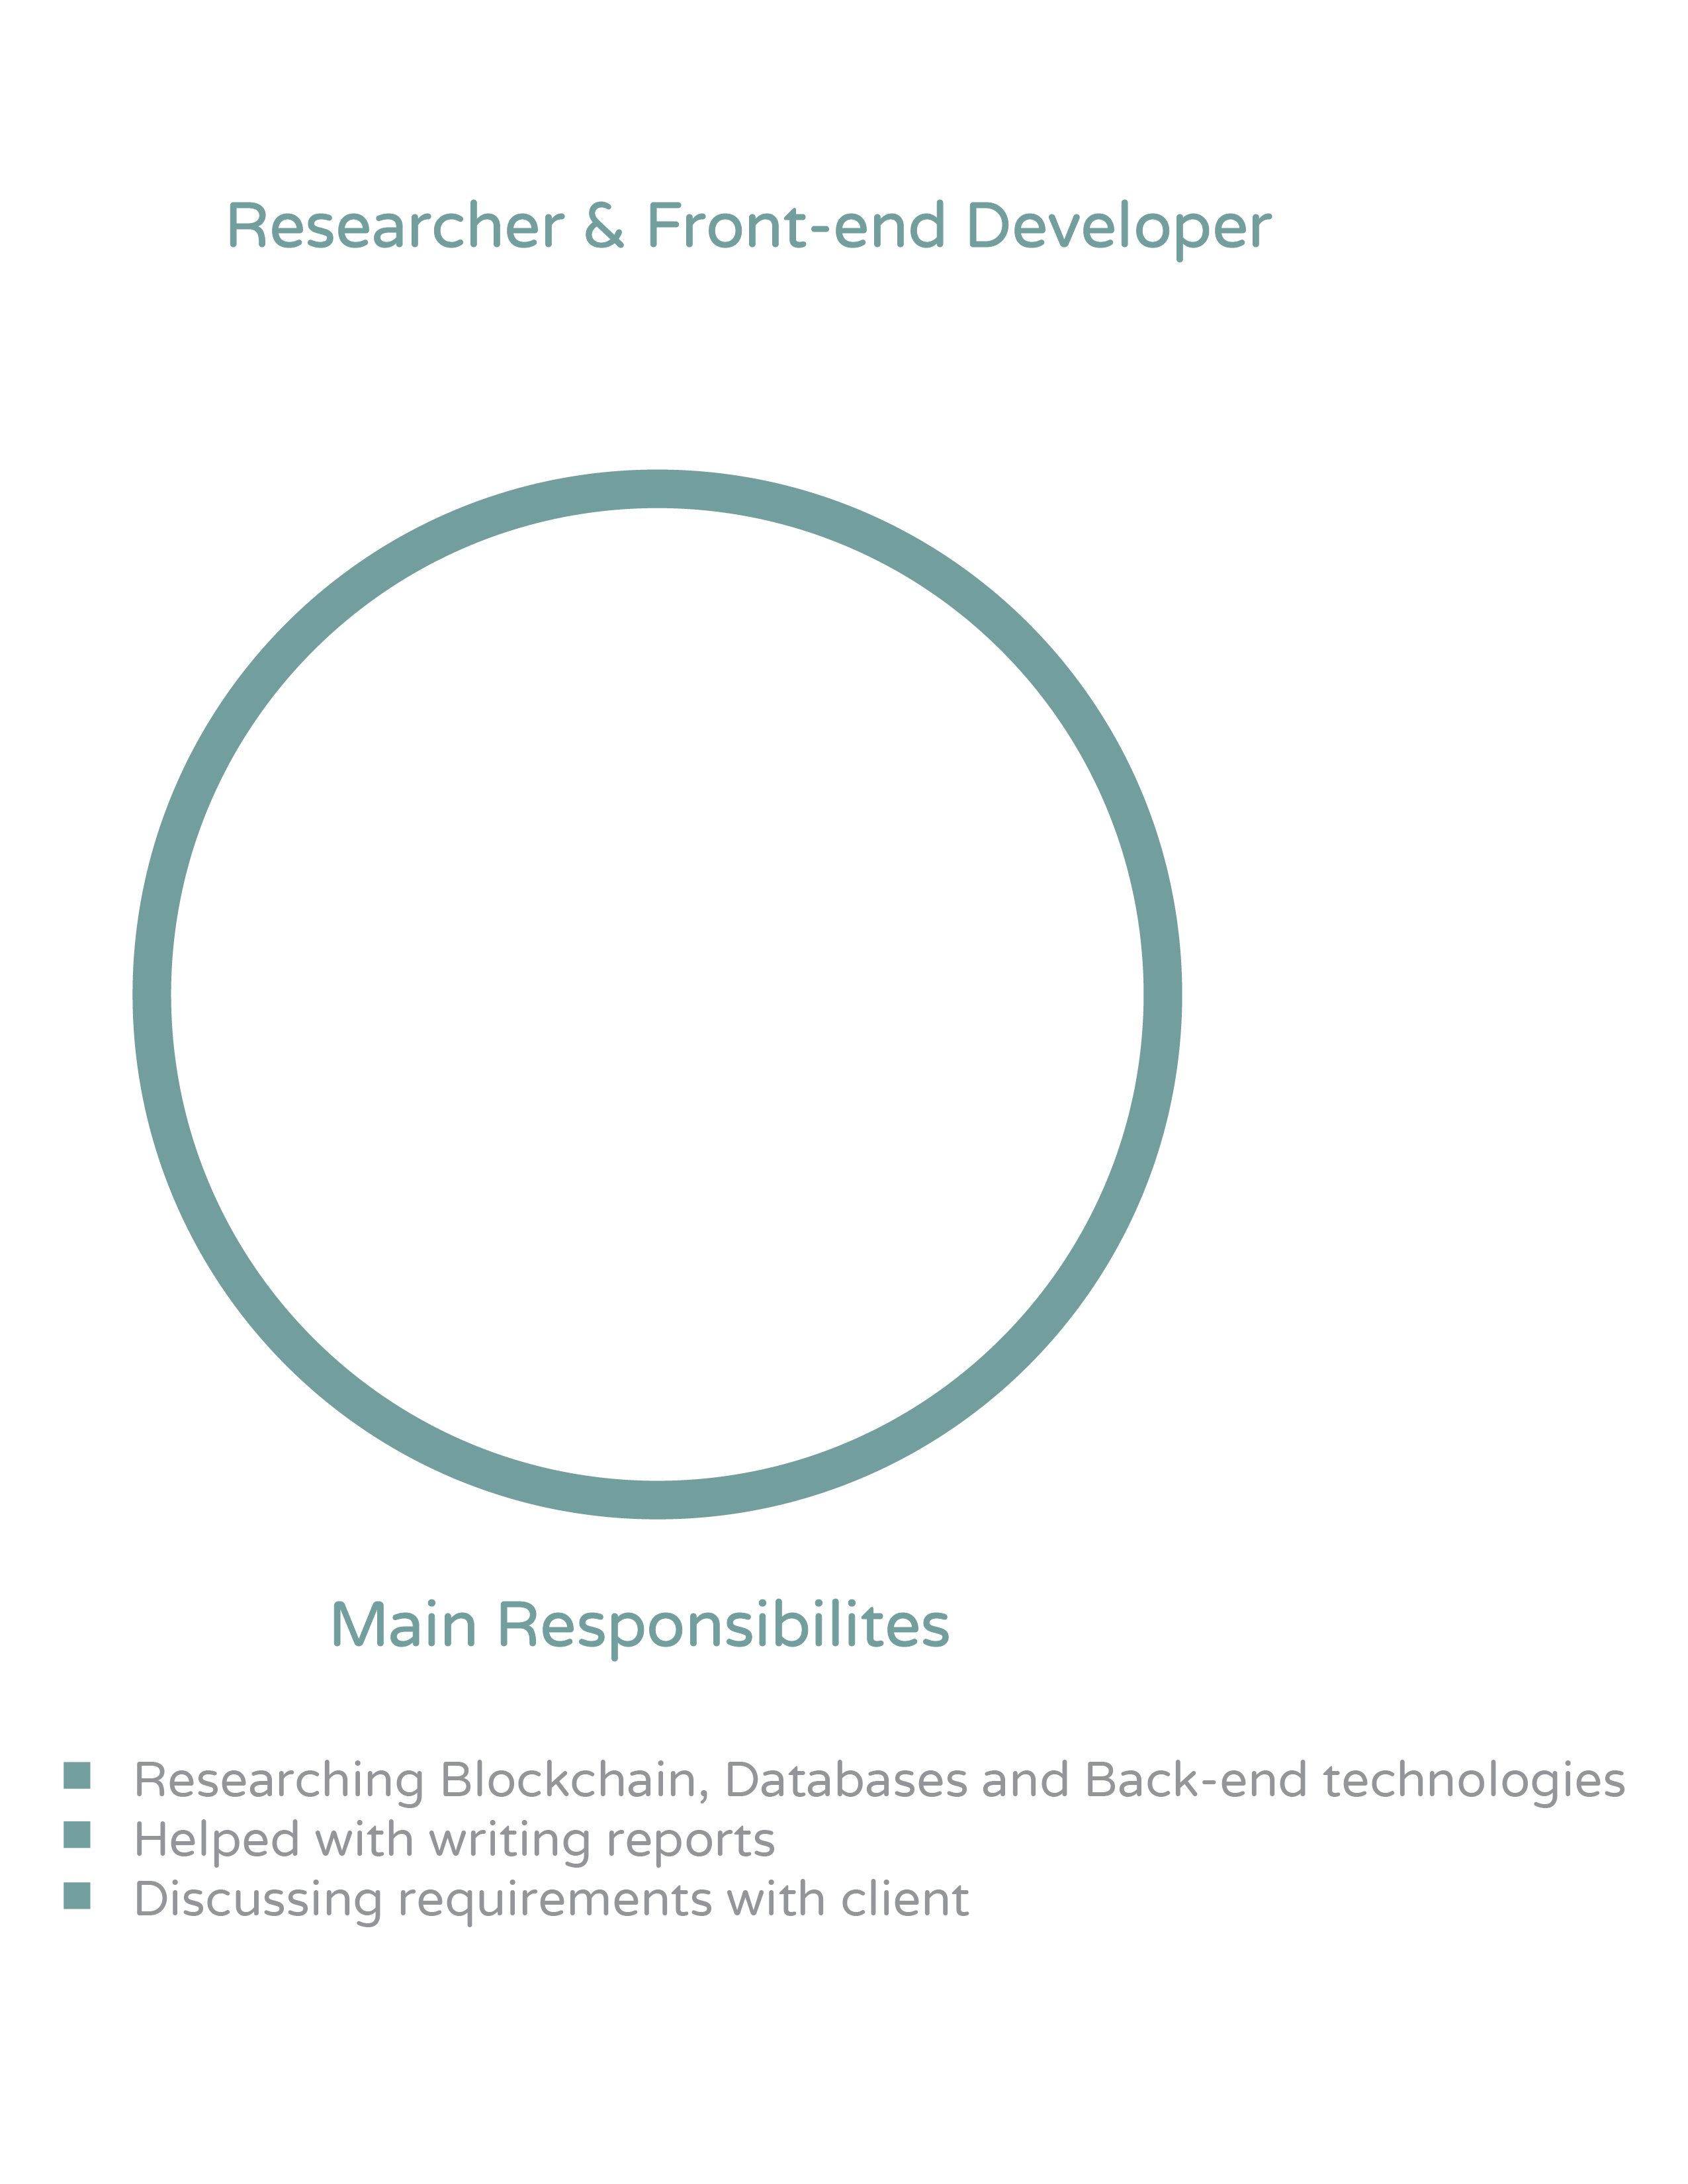 Researcher & Front-end Developer
Main Responsibilites
Researching Blockchain, Databases and Back-end technologies
Helped with writing reports
Discussing requirements with client